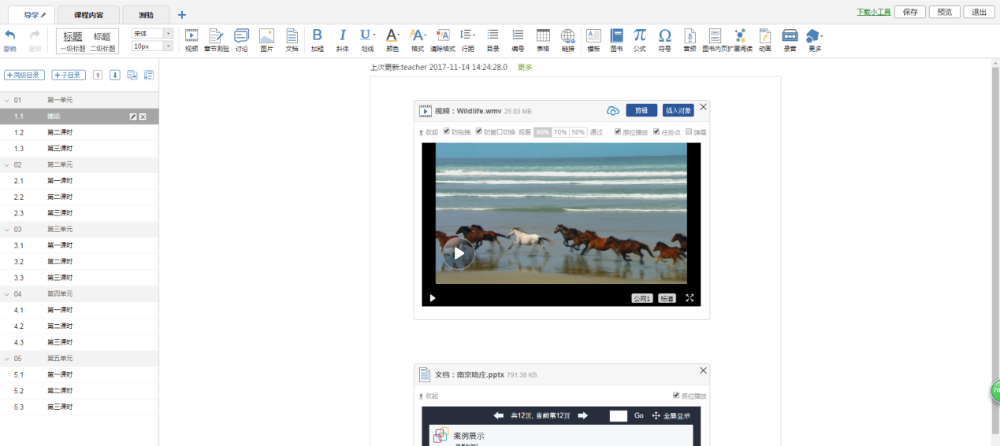 导学 课程内容 测验
下载小工具 保存 预览 退出
标题 标题 宋体
一级标题 二级标题 10px
撤销 重做 视频 章节测验 讨论 图片 文档 加粗 斜体 划线 颜色 格式 清除格式 行距 目录 编号 表格 链接 模板 图书 公式 符号 音频 图书内页 扩展阅读 动画 录音 更多
上次更新:teacher 2017-11-14 14:24:28.0 更多
+同级目录 +子目录
01 第一单元
1.1 绪论
1.2 第二课时
1.3 第三课时
02 第二单元
2.1 第一课时
2.2 第二课时
2.3 第三课时
03 第三单元
3.1 第一课时
3.2 第二课时
3.3 第三课时
04 第四单元
4.1 第一课时
4.2 第二课时
4.3 第三课时
05 第五单元
5.1 第一课时
5.2 第二课时
5.3 第三课时
视频：Wildlife.wmv 25.03 MB 剪辑 插入对象
收起 防拖拽 防窗口切换 观看 90% 70% 50% 通过 原位播放 任务点 弹幕
公网1 标清
文档：南京晓庄.pptx 791.38 KB
收起 原位播放
共12页, 当前第12页 Go 全屏显示
案例展示
78